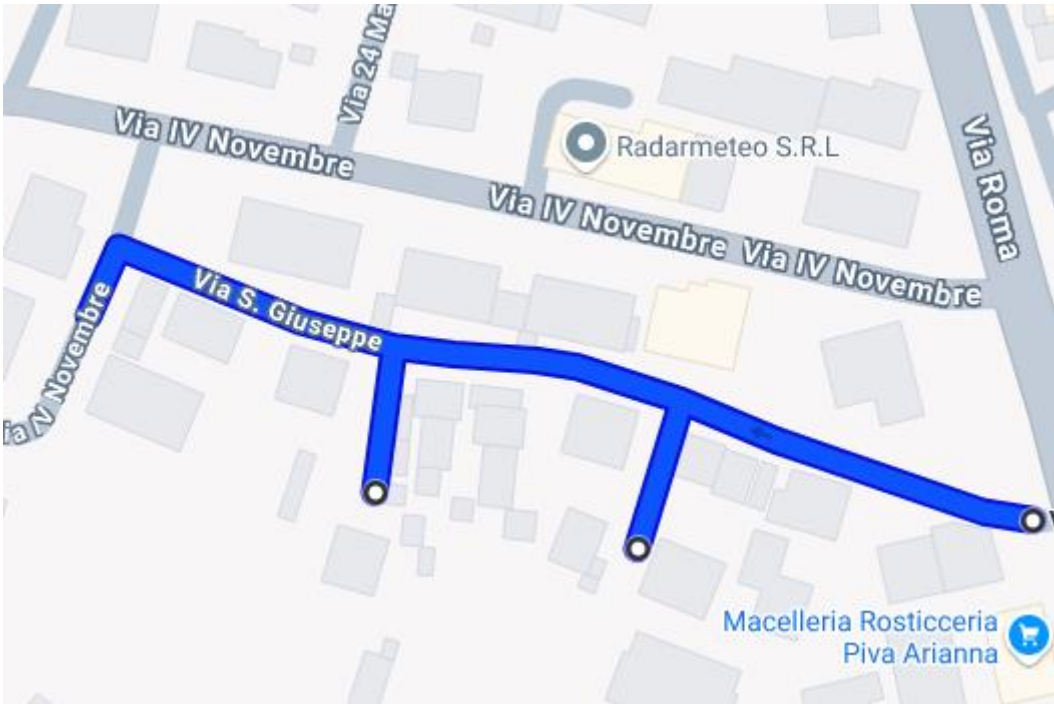 Via 24 Ma
Via IV Novembre
Radarmeteo S.R.L
Via Roma
Via IV Novembre
Via IV Novembre
Via S. Giuseppe
ia IV Novembre
Macelleria Rosticceria
Piva Arianna